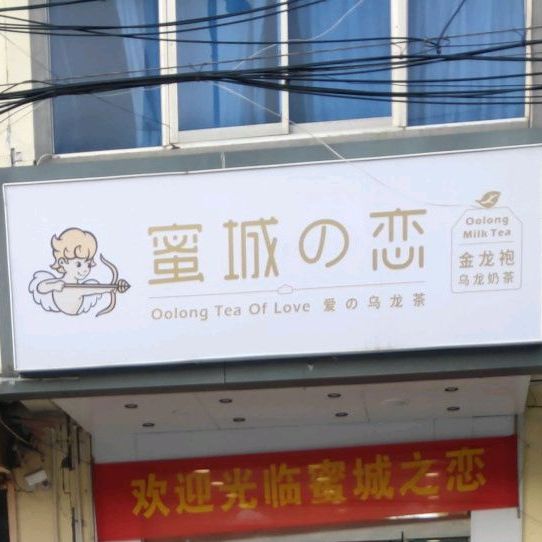 蜜城の恋
Oolong Tea Of Love 爱の乌龙茶
Oolong
Milk Tea
金龙袍
乌龙奶茶
欢迎光临蜜城之恋